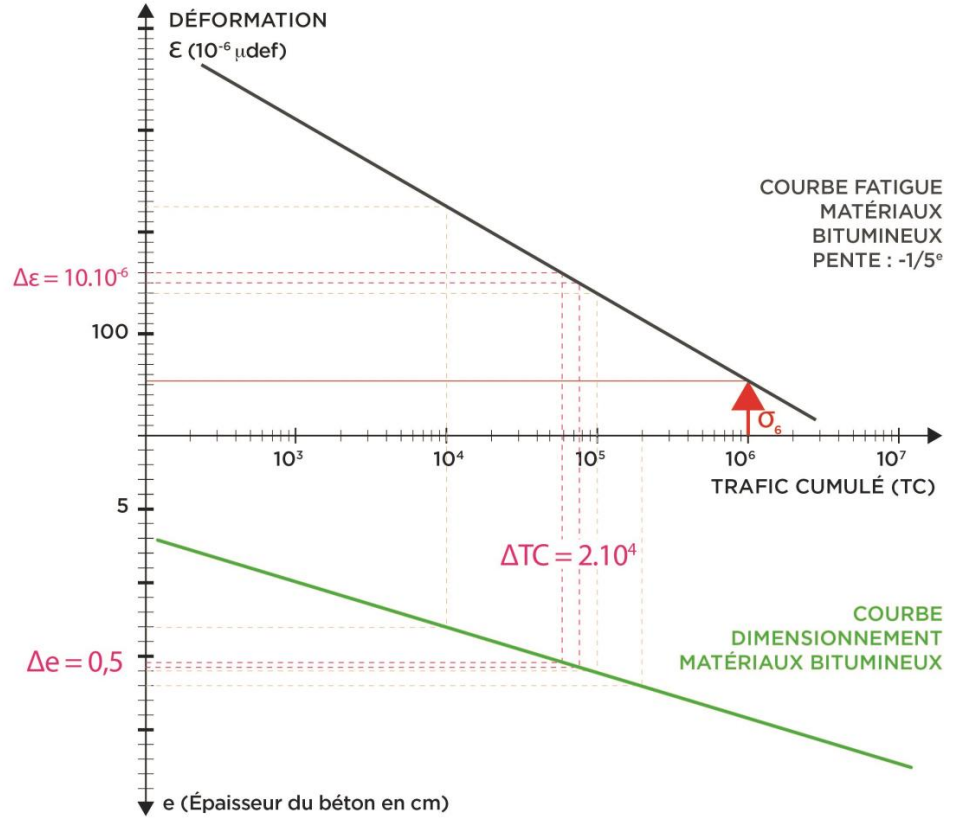 DÉFORMATION
Ɛ (10⁻⁶ µdef)
COURBE FATIGUE
MATÉRIAUX
BITUMINEUX
PENTE : -1/5ᵉ
Δε = 10.10⁻⁶
100
σ₆
10³
10⁴
10⁵
10⁶
10⁷
TRAFIC CUMULÉ (TC)
5
ΔTC = 2.10⁴
COURBE
DIMENSIONNEMENT
MATÉRIAUX BITUMINEUX
Δe = 0,5
e (Épaisseur du béton en cm)